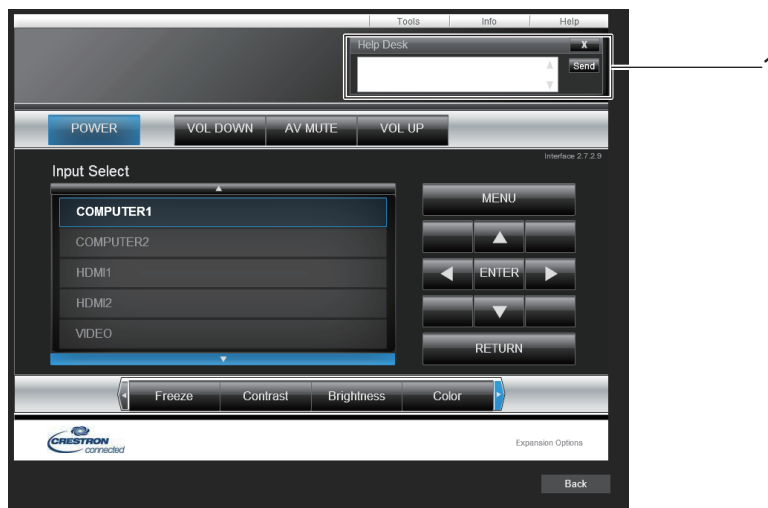 Tools Info Help
Help Desk X
Send
1
POWER VOL DOWN AV MUTE VOL UP
Interface 2.7.2.9
Input Select
COMPUTER1
COMPUTER2
HDMI1
HDMI2
VIDEO
MENU
ENTER
RETURN
Freeze Contrast Brightness Color
CRESTRON
connected
Expansion Options
Back